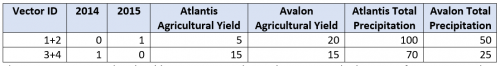 Vector ID 2014 2015 Atlantis Agricultural Yield Avalon Agricultural Yield Atlantis Total Precipitation Avalon Total Precipitation
1+2 0 1 5 20 100 50
3+4 1 0 15 15 70 25